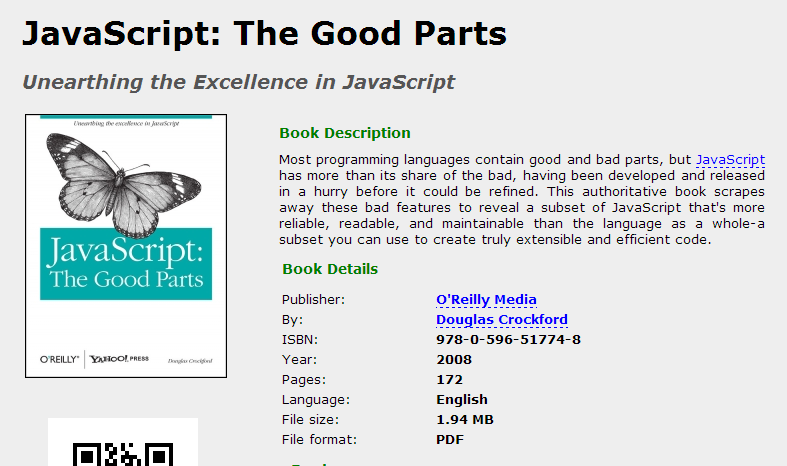 JavaScript: The Good Parts
Unearthing the Excellence in JavaScript
Unearthing the excellence in JavaScript
JavaScript:
The Good Parts
O'REILLY® YAHOO! PRESS Douglas Crockford
Book Description
Most programming languages contain good and bad parts, but JavaScript
has more than its share of the bad, having been developed and released
in a hurry before it could be refined. This authoritative book scrapes
away these bad features to reveal a subset of JavaScript that's more
reliable, readable, and maintainable than the language as a whole-a
subset you can use to create truly extensible and efficient code.
Book Details
Publisher: O'Reilly Media
By: Douglas Crockford
ISBN: 978-0-596-51774-8
Year: 2008
Pages: 172
Language: English
File size: 1.94 MB
File format: PDF